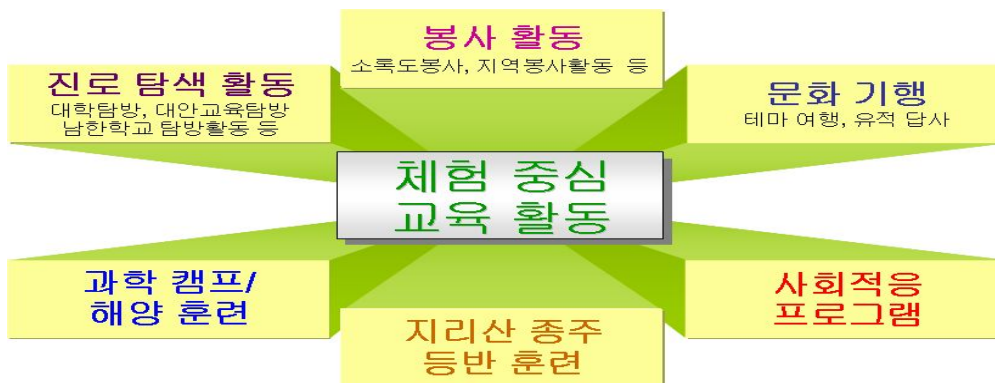 봉사 활동
소록도봉사, 지역봉사활동 등
진로 탐색 활동
대학탐방, 대안교육탐방
남한학교 탐방활동 등
문화 기행
테마 여행, 유적 답사
체험 중심
교육 활동
과학 캠프/
해양 훈련
지리산 종주
등반 훈련
사회적응
프로그램